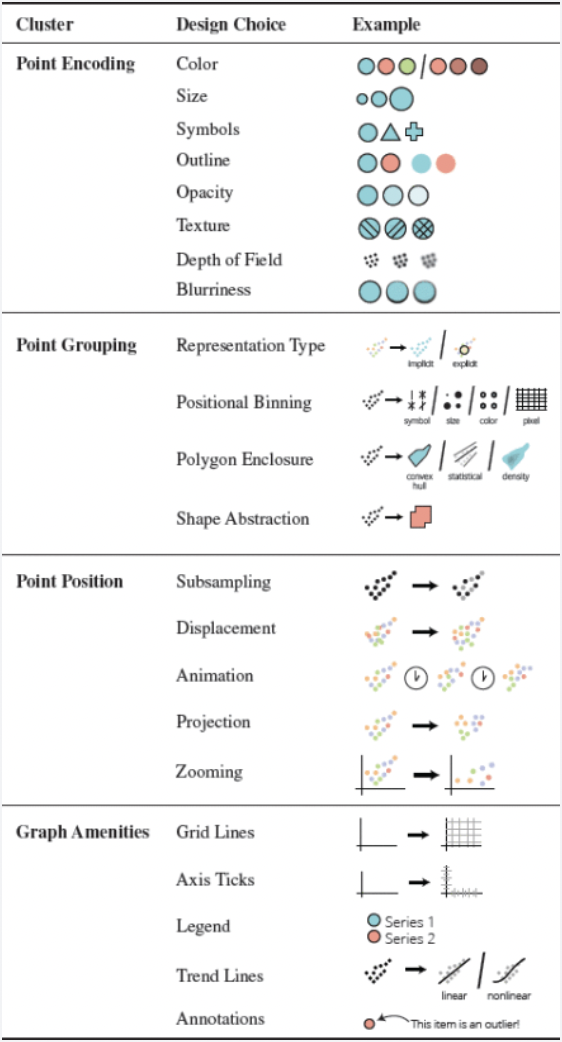 Cluster Design Choice Example
Point Encoding Color
Size
Symbols
Outline
Opacity
Texture
Depth of Field
Blurriness
Point Grouping Representation Type
implicit explicit
Positional Binning
symbol size color pixel
Polygon Enclosure
convex hull statistical density
Shape Abstraction
Point Position Subsampling
Displacement
Animation
Projection
Zooming
Graph Amenities Grid Lines
Axis Ticks
Legend Series 1
Series 2
Trend Lines
linear nonlinear
Annotations This item is an outlier!